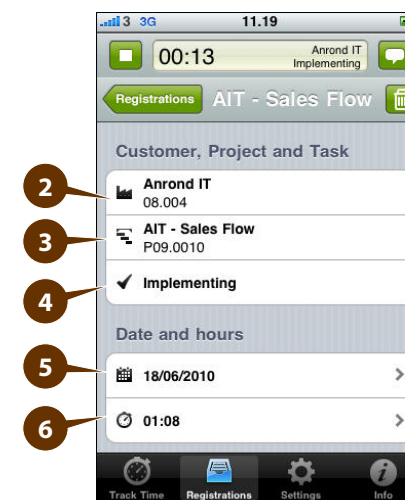 3 3G 11.19
00:13 Anrond IT
Implementing
Registrations AIT - Sales Flow
Customer, Project and Task
2 Anrond IT
08.004
3 AIT - Sales Flow
P09.0010
4 Implementing
Date and hours
5 18/06/2010
6 01:08
Track Time Registrations Settings Info